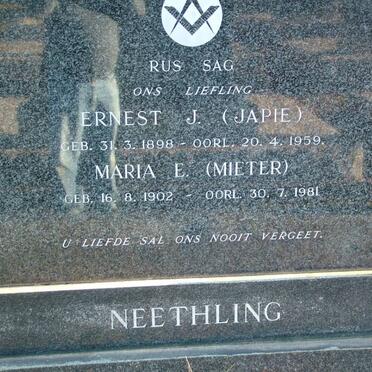 RUS SAG
ONS LIEFLING
ERNEST J. (JAPIE)
GEB. 31. 3. 1898 - OORL. 20. 4. 1959.
MARIA E. (MIETER)
GEB. 16. 8. 1902 - OORL. 30. 7. 1981
U LIEFDE SAL ONS NOOIT VERGEET.
NEETHLING